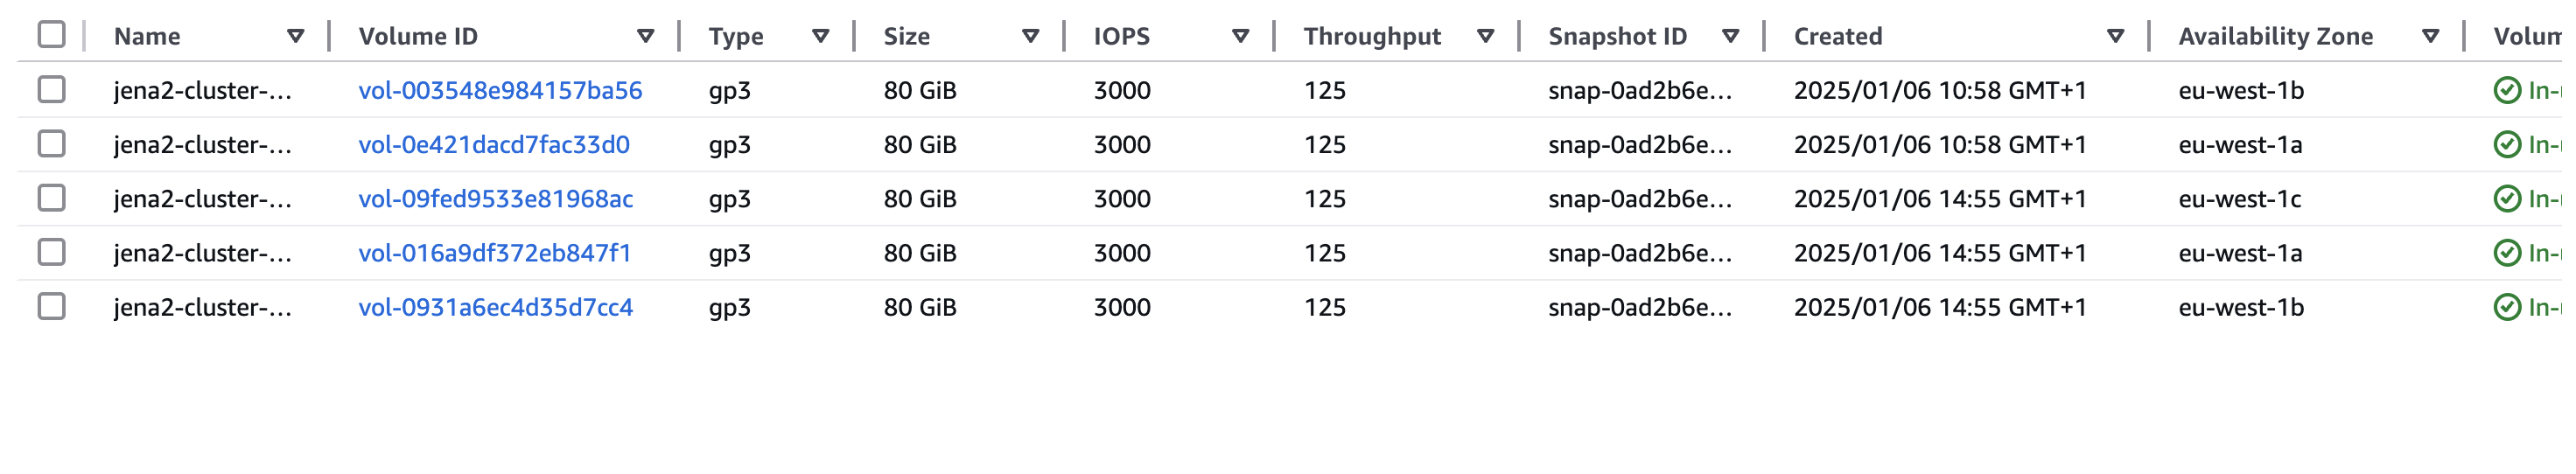 Name Volume ID Type Size IOPS Throughput Snapshot ID Created Availability Zone Volum
jena2-cluster-... vol-003548e984157ba56 gp3 80 GiB 3000 125 snap-0ad2b6e... 2025/01/06 10:58 GMT+1 eu-west-1b In-
jena2-cluster-... vol-0e421dacd7fac33d0 gp3 80 GiB 3000 125 snap-0ad2b6e... 2025/01/06 10:58 GMT+1 eu-west-1a In-
jena2-cluster-... vol-09fed9533e81968ac gp3 80 GiB 3000 125 snap-0ad2b6e... 2025/01/06 14:55 GMT+1 eu-west-1c In-
jena2-cluster-... vol-016a9df372eb847f1 gp3 80 GiB 3000 125 snap-0ad2b6e... 2025/01/06 14:55 GMT+1 eu-west-1a In-
jena2-cluster-... vol-0931a6ec4d35d7cc4 gp3 80 GiB 3000 125 snap-0ad2b6e... 2025/01/06 14:55 GMT+1 eu-west-1b In-